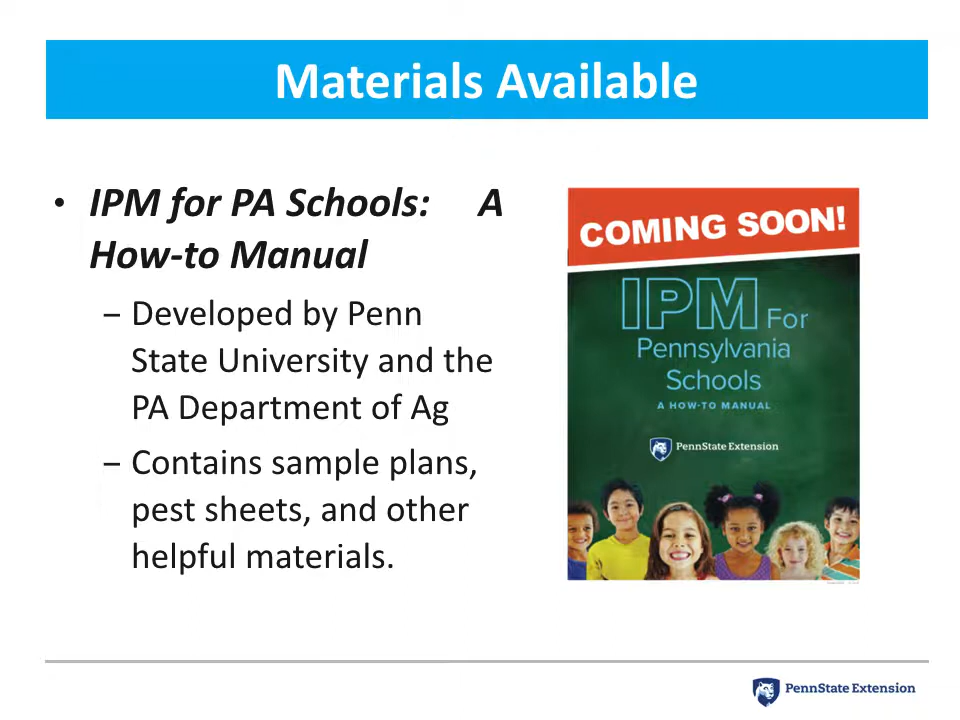 Materials Available
• IPM for PA Schools: A
How-to Manual
– Developed by Penn
State University and the
PA Department of Ag
– Contains sample plans,
pest sheets, and other
helpful materials.
COMING SOON!
IPM For
Pennsylvania
Schools
A HOW-TO MANUAL
PennState Extension
PennState Extension